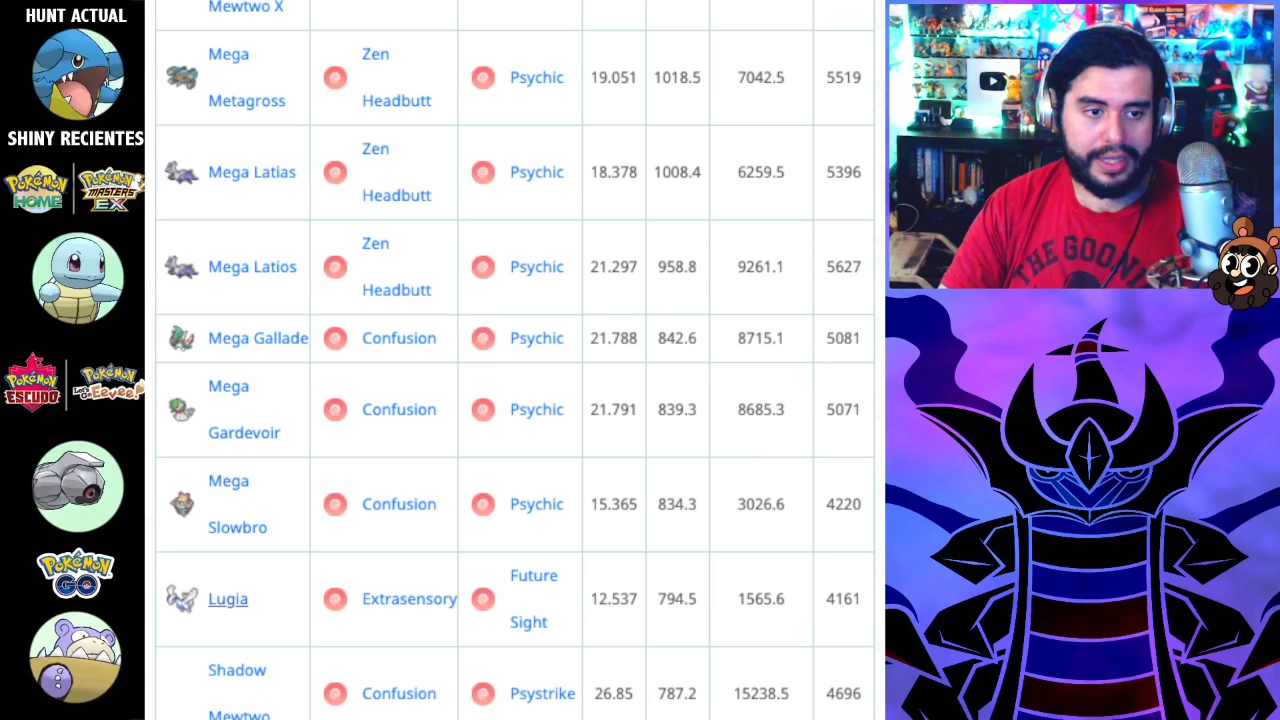 HUNT ACTUAL
SHINY RECIENTES
POKéMON HOME
POKéMON MASTERS EX
POKéMON ESCUDO
POKéMON Let's Go Eevee!
POKéMON GO
Mewtwo X
Mega Metagross Zen Headbutt Psychic 19.051 1018.5 7042.5 5519
Mega Latias Zen Headbutt Psychic 18.378 1008.4 6259.5 5396
Mega Latios Zen Headbutt Psychic 21.297 958.8 9261.1 5627
Mega Gallade Confusion Psychic 21.788 842.6 8715.1 5081
Mega Gardevoir Confusion Psychic 21.791 839.3 8685.3 5071
Mega Slowbro Confusion Psychic 15.365 834.3 3026.6 4220
Lugia Extrasensory Future Sight 12.537 794.5 1565.6 4161
Shadow Mewtwo Confusion Psystrike 26.85 787.2 15238.5 4696
THE GOON